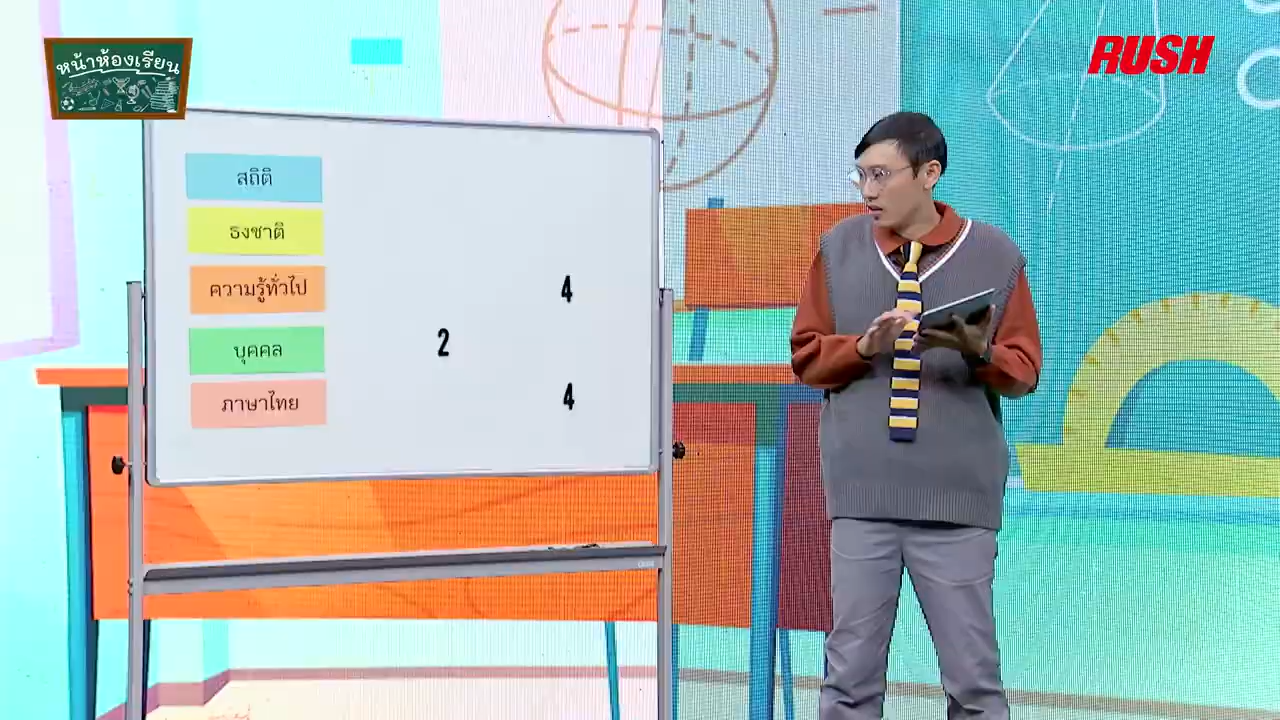 หน้าห้องเรียน
RUSH
สถิติ
ธงชาติ
ความรู้ทั่วไป 4
บุคคล 2
ภาษาไทย 4